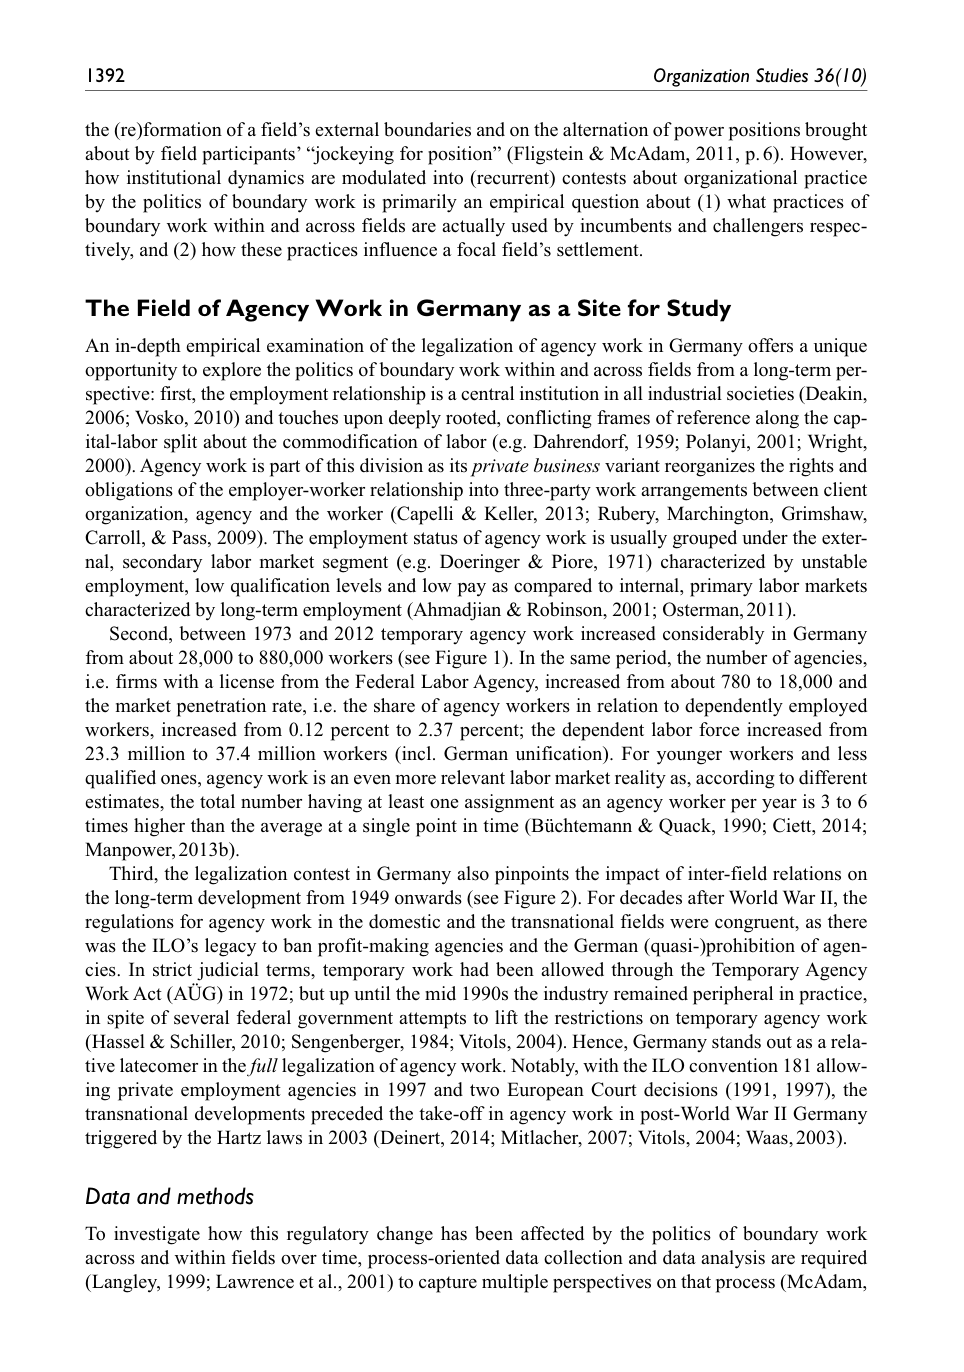 1392
Organization Studies 36(10)
the (re)formation of a field’s external boundaries and on the alternation of power positions brought
about by field participants’ “jockeying for position” (Fligstein & McAdam, 2011, p. 6). However,
how institutional dynamics are modulated into (recurrent) contests about organizational practice
by the politics of boundary work is primarily an empirical question about (1) what practices of
boundary work within and across fields are actually used by incumbents and challengers respec-
tively, and (2) how these practices influence a focal field’s settlement.
The Field of Agency Work in Germany as a Site for Study
An in-depth empirical examination of the legalization of agency work in Germany offers a unique
opportunity to explore the politics of boundary work within and across fields from a long-term per-
spective: first, the employment relationship is a central institution in all industrial societies (Deakin,
2006; Vosko, 2010) and touches upon deeply rooted, conflicting frames of reference along the cap-
ital-labor split about the commodification of labor (e.g. Dahrendorf, 1959; Polanyi, 2001; Wright,
2000). Agency work is part of this division as its private business variant reorganizes the rights and
obligations of the employer-worker relationship into three-party work arrangements between client
organization, agency and the worker (Capelli & Keller, 2013; Rubery, Marchington, Grimshaw,
Carroll, & Pass, 2009). The employment status of agency work is usually grouped under the exter-
nal, secondary labor market segment (e.g. Doeringer & Piore, 1971) characterized by unstable
employment, low qualification levels and low pay as compared to internal, primary labor markets
characterized by long-term employment (Ahmadjian & Robinson, 2001; Osterman, 2011).
Second, between 1973 and 2012 temporary agency work increased considerably in Germany
from about 28,000 to 880,000 workers (see Figure 1). In the same period, the number of agencies,
i.e. firms with a license from the Federal Labor Agency, increased from about 780 to 18,000 and
the market penetration rate, i.e. the share of agency workers in relation to dependently employed
workers, increased from 0.12 percent to 2.37 percent; the dependent labor force increased from
23.3 million to 37.4 million workers (incl. German unification). For younger workers and less
qualified ones, agency work is an even more relevant labor market reality as, according to different
estimates, the total number having at least one assignment as an agency worker per year is 3 to 6
times higher than the average at a single point in time (Büchtemann & Quack, 1990; Ciett, 2014;
Manpower, 2013b).
Third, the legalization contest in Germany also pinpoints the impact of inter-field relations on
the long-term development from 1949 onwards (see Figure 2). For decades after World War II, the
regulations for agency work in the domestic and the transnational fields were congruent, as there
was the ILO’s legacy to ban profit-making agencies and the German (quasi-)prohibition of agen-
cies. In strict judicial terms, temporary work had been allowed through the Temporary Agency
Work Act (AÜG) in 1972; but up until the mid 1990s the industry remained peripheral in practice,
in spite of several federal government attempts to lift the restrictions on temporary agency work
(Hassel & Schiller, 2010; Sengenberger, 1984; Vitols, 2004). Hence, Germany stands out as a rela-
tive latecomer in the full legalization of agency work. Notably, with the ILO convention 181 allow-
ing private employment agencies in 1997 and two European Court decisions (1991, 1997), the
transnational developments preceded the take-off in agency work in post-World War II Germany
triggered by the Hartz laws in 2003 (Deinert, 2014; Mitlacher, 2007; Vitols, 2004; Waas, 2003).
Data and methods
To investigate how this regulatory change has been affected by the politics of boundary work
across and within fields over time, process-oriented data collection and data analysis are required
(Langley, 1999; Lawrence et al., 2001) to capture multiple perspectives on that process (McAdam,